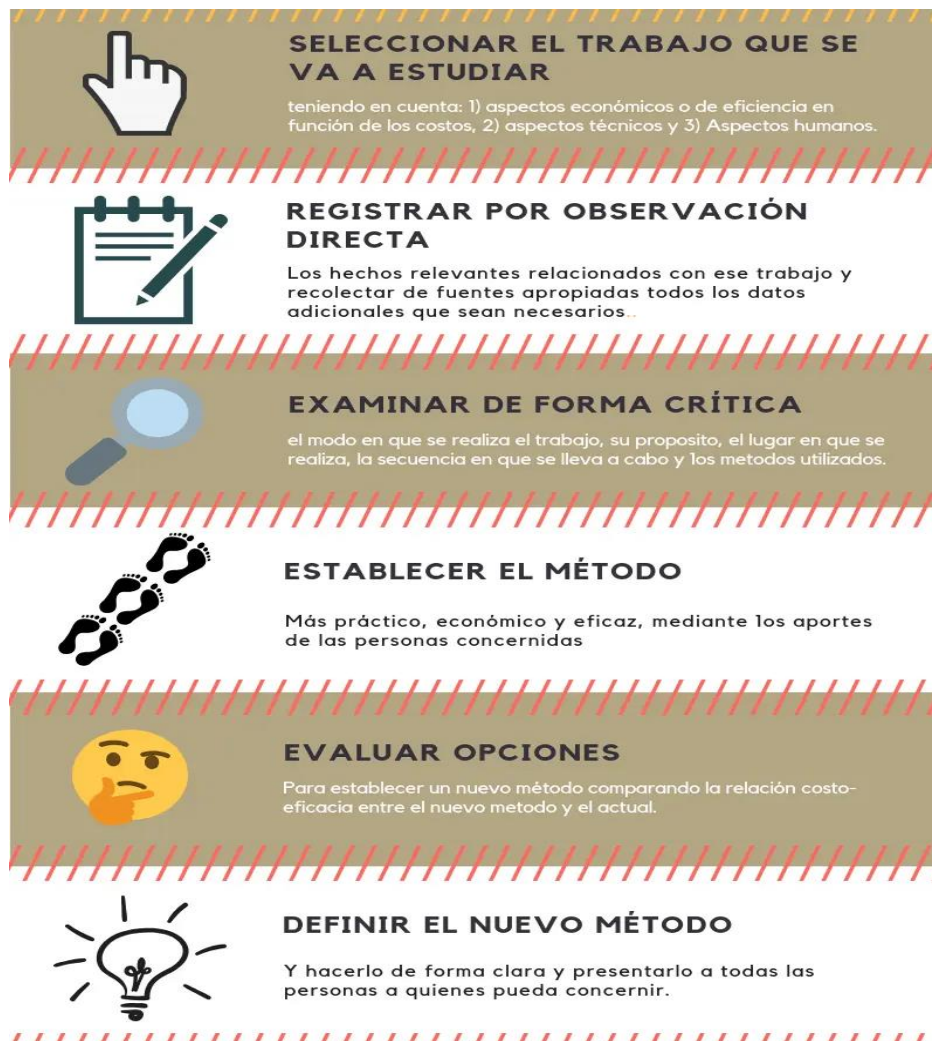 SELECCIONAR EL TRABAJO QUE SE
VA A ESTUDIAR
teniendo en cuenta: 1) aspectos económicos o de eficiencia en
función de los costos, 2) aspectos técnicos y 3) Aspectos humanos.
REGISTRAR POR OBSERVACIÓN
DIRECTA
Los hechos relevantes relacionados con ese trabajo y
recolectar de fuentes apropiadas todos los datos
adicionales que sean necesarios..
EXAMINAR DE FORMA CRÍTICA
el modo en que se realiza el trabajo, su proposito, el lugar en que se
realiza, la secuencia en que se lleva a cabo y 1os metodos utilizados.
ESTABLECER EL MÉTODO
Más práctico, económico y eficaz, mediante 1os aportes
de las personas concernidas
EVALUAR OPCIONES
Para establecer un nuevo método comparando la relación costo-
eficacia entre el nuevo metodo y el actual.
DEFINIR EL NUEVO MÉTODO
Y hacerlo de forma clara y presentarlo a todas las
personas a quienes pueda concernir.